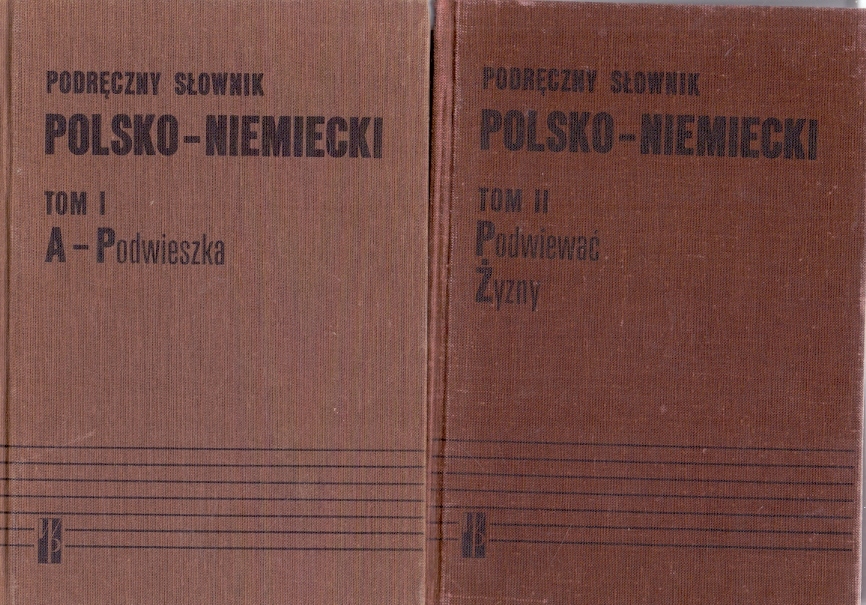 PODRĘCZNY SŁOWNIK
POLSKO-NIEMIECKI
TOM I
A-Podwieszka
PODRĘCZNY SŁOWNIK
POLSKO-NIEMIECKI
TOM II
Podwiewać
Żyzny